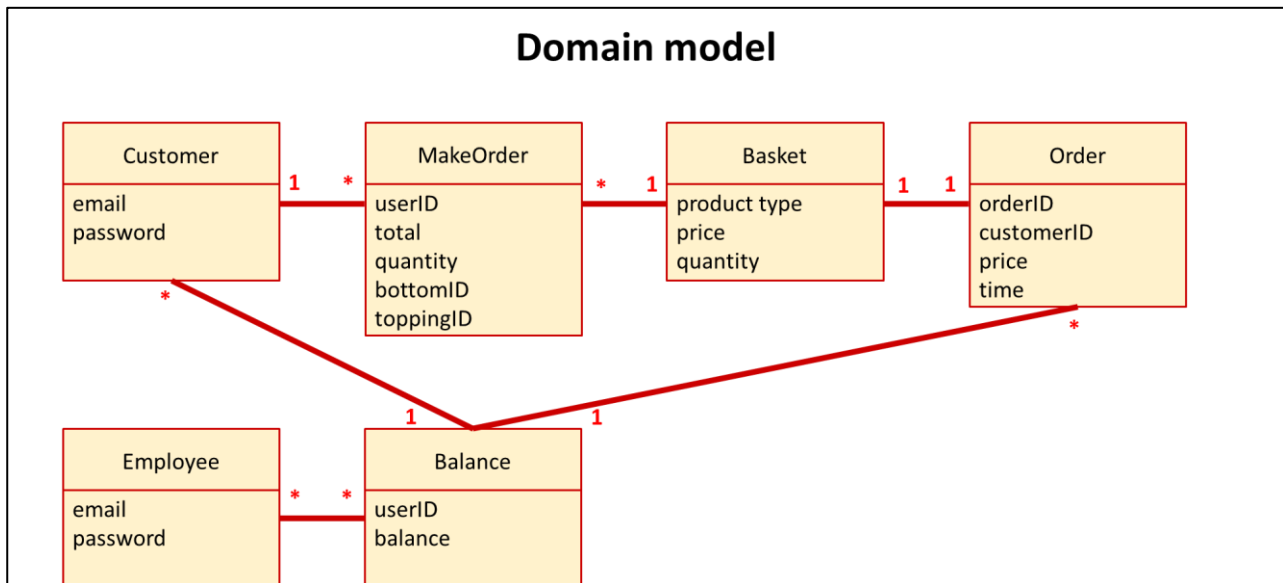 Domain model
Customer
email
password
1 *
MakeOrder
userID
total
quantity
bottomID
toppingID
* 1
Basket
product type
price
quantity
1 1
Order
orderID
customerID
price
time
*
*
1
1
Employee
email
password
* *
Balance
userID
balance